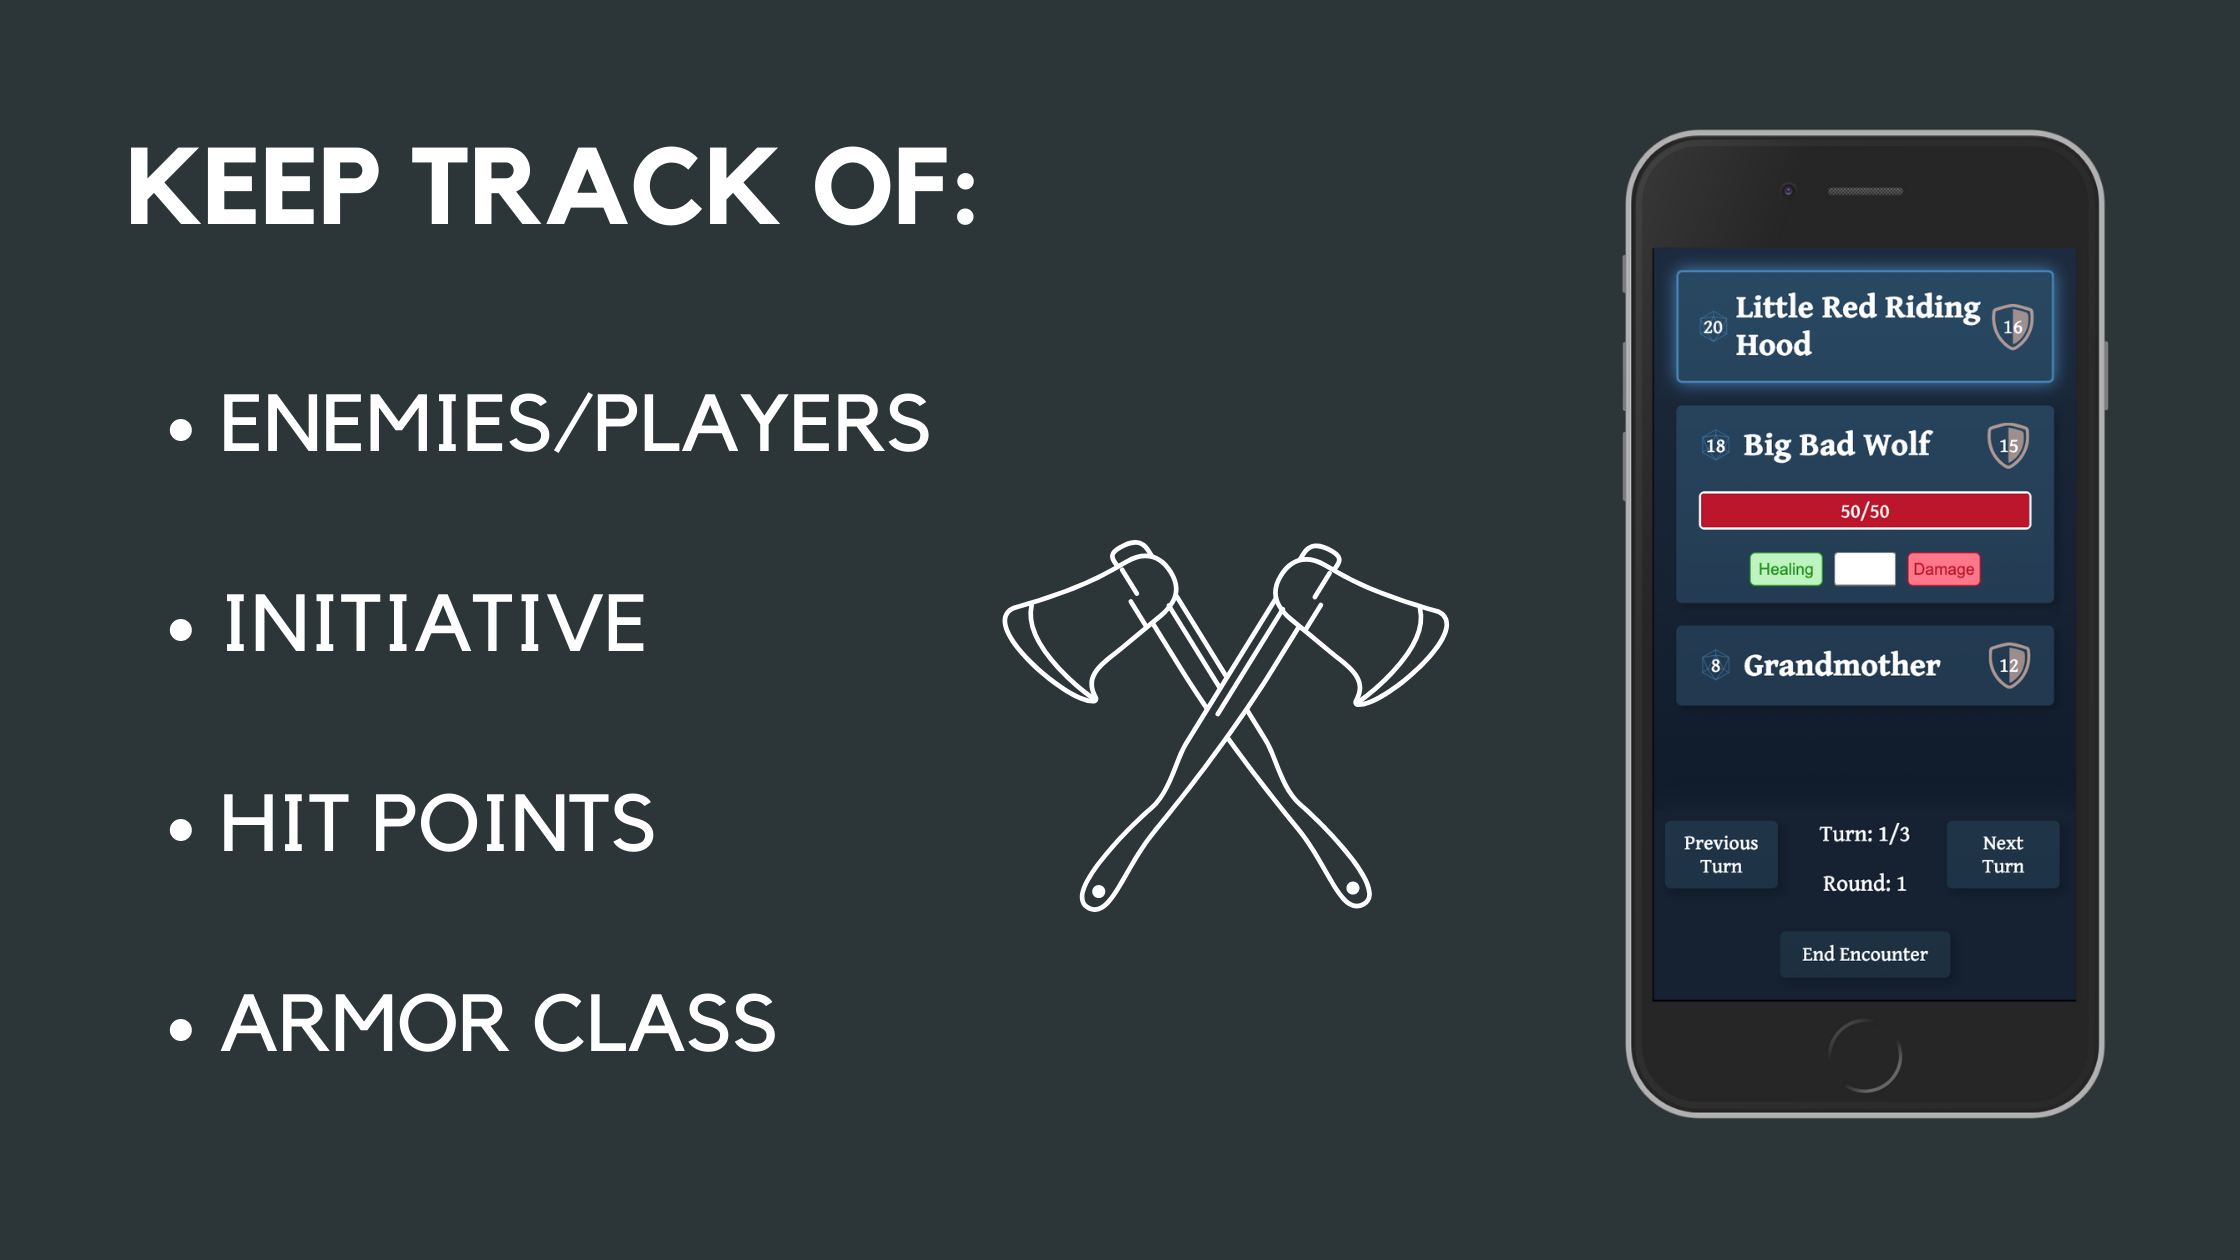 KEEP TRACK OF:
• ENEMIES/PLAYERS
• INITIATIVE
• HIT POINTS
• ARMOR CLASS
20 Little Red Riding Hood 16
18 Big Bad Wolf 15
50/50
Healing Damage
8 Grandmother 12
Previous Turn
Turn: 1/3
Round: 1
Next Turn
End Encounter